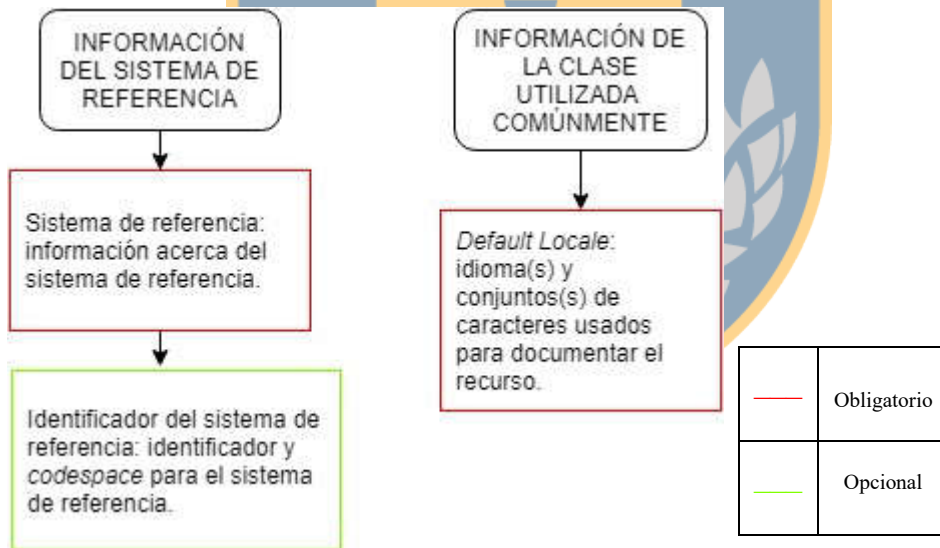 INFORMACIÓN
DEL SISTEMA DE
REFERENCIA
Sistema de referencia:
información acerca del
sistema de referencia.
Identificador del sistema de
referencia: identificador y
codespace para el sistema
de referencia.
INFORMACIÓN DE
LA CLASE
UTILIZADA
COMÚNMENTE
Default Locale:
idioma(s) y
conjuntos(s) de
caracteres usados
para documentar el
recurso.
Obligatorio
Opcional